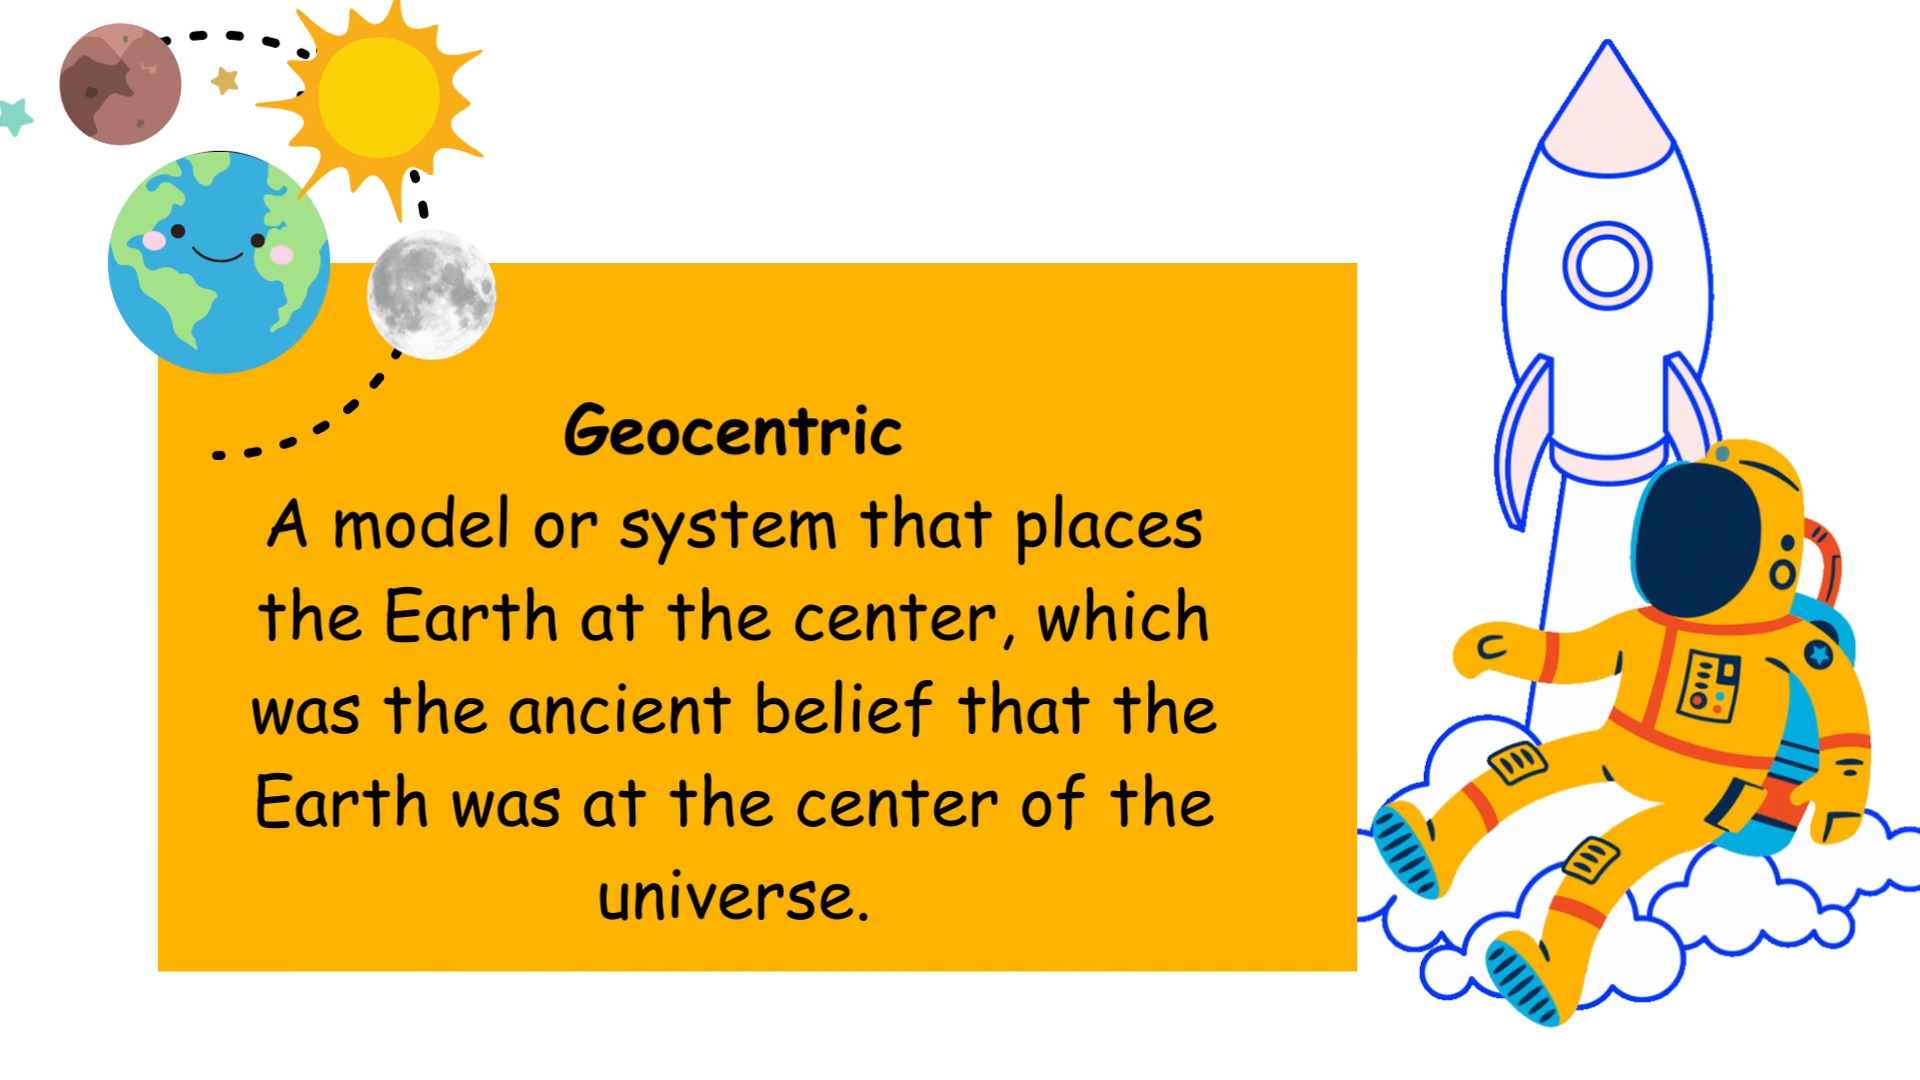 Geocentric
A model or system that places
the Earth at the center, which
was the ancient belief that the
Earth was at the center of the
universe.